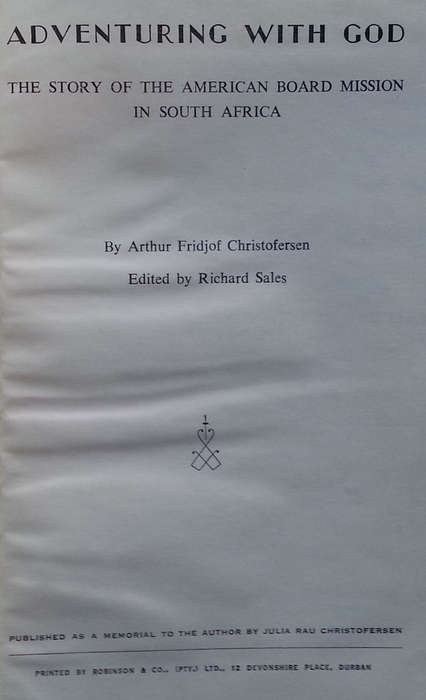 ADVENTURING WITH GOD
THE STORY OF THE AMERICAN BOARD MISSION
IN SOUTH AFRICA
By Arthur Fridjof Christofersen
Edited by Richard Sales
PUBLISHED AS A MEMORIAL TO THE AUTHOR BY JULIA RAU CHRISTOFERSEN
PRINTED BY ROBINSON & CO., (PTY.) LTD., 12 DEVONSHIRE PLACE, DURBAN